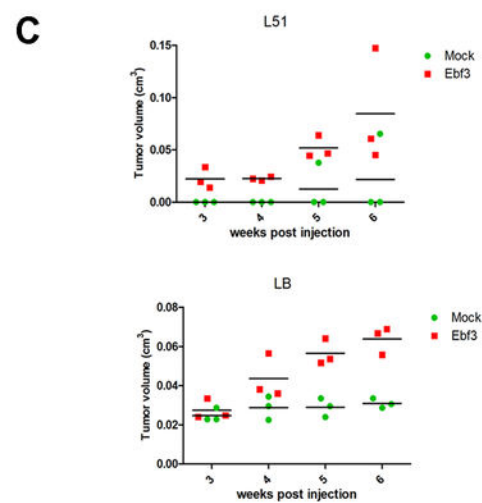 C
L51
Tumor volume (cm³)
0.15
0.10
0.05
0.00
3
4
5
6
weeks post injection
Mock
Ebf3
LB
Tumor volume (cm³)
0.08
0.06
0.04
0.02
0.00
3
4
5
6
weeks post injection
Mock
Ebf3